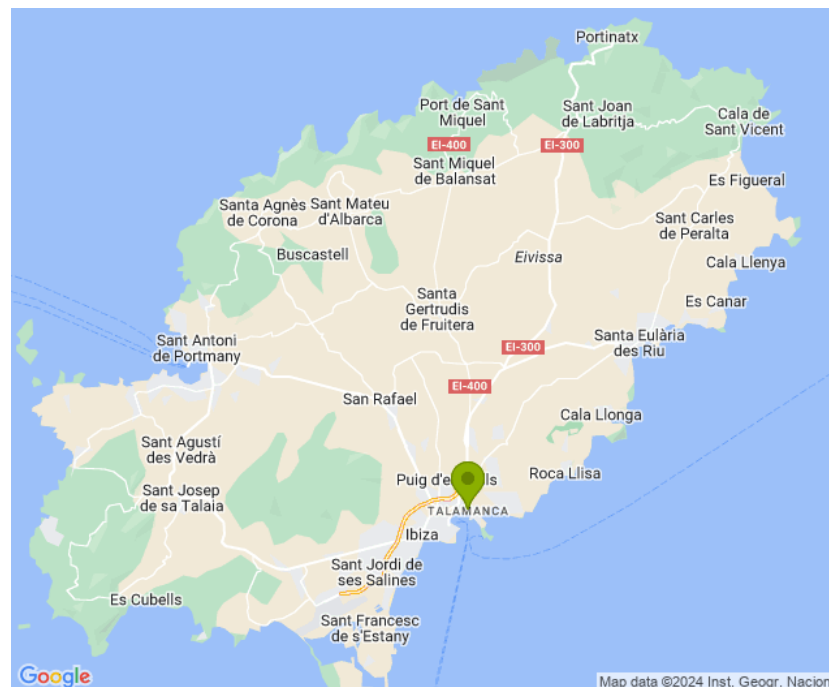 Portinatx
Port de Sant
Miquel
Sant Joan
de Labritja
Cala de
Sant Vicent
EI-400
EI-300
Sant Miquel
de Balansat
Es Figueral
Santa Agnès
de Corona
Sant Mateu
d'Albarca
Sant Carles
de Peralta
Buscastell
Eivissa
Cala Llenya
Santa
Gertrudis
de Fruitera
Es Canar
Sant Antoni
de Portmany
Santa Eulària
des Riu
EI-300
EI-400
San Rafael
Cala Llonga
Sant Agustí
des Vedrà
Roca Llisa
Puig d'en
Sant Josep
de sa Talaia
TALAMANCA
Ibiza
Sant Jordi de
ses Salines
Es Cubells
Sant Francesc
de s'Estany
Google
Map data ©2024 Inst. Geogr. Nacion